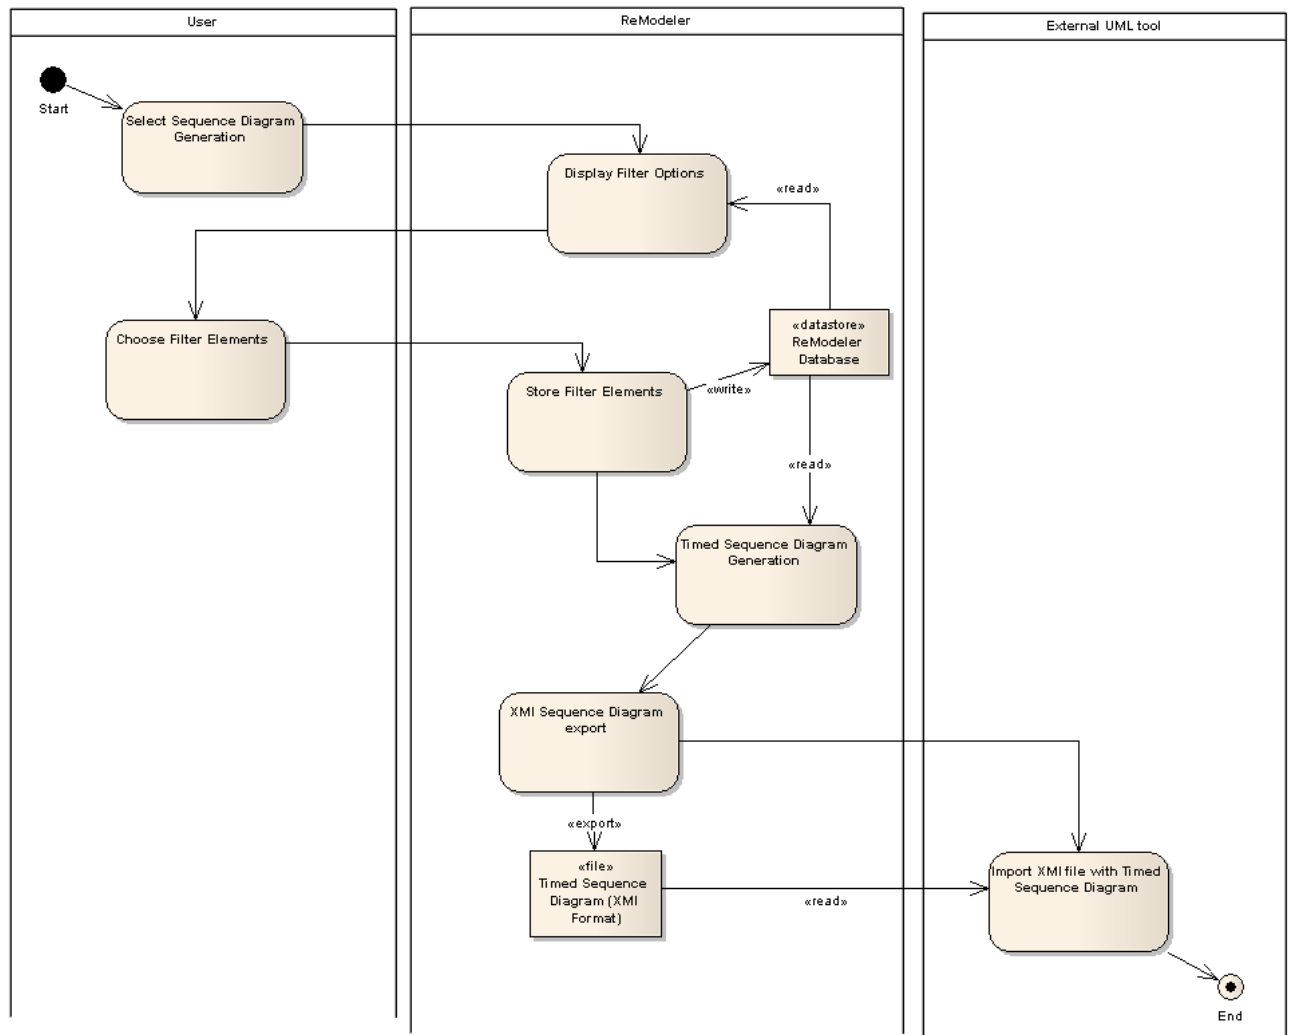 User
ReModeler
External UML tool
Start
Select Sequence Diagram
Generation
Display Filter Options
«read»
Choose Filter Elements
«datastore»
ReModeler
Database
Store Filter Elements
«write»
«read»
Timed Sequence Diagram
Generation
XMI Sequence Diagram
export
«export»
«file»
Timed Sequence
Diagram (XMI
Format)
«read»
Import XMI file with Timed
Sequence Diagram
End